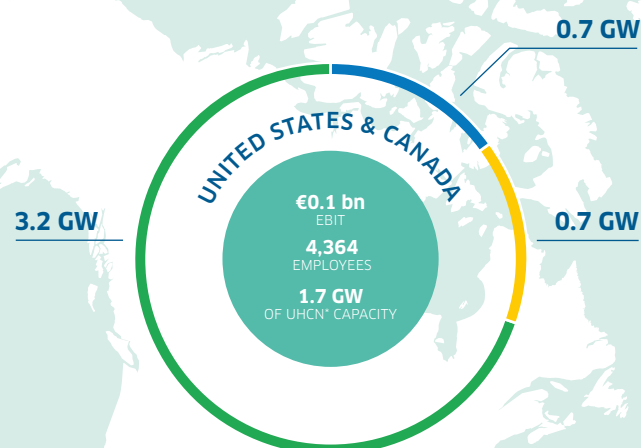 0.7 GW
UNITED STATES & CANADA
3.2 GW
€0.1 bn
EBIT
4,364
EMPLOYEES
1.7 GW
OF UHCN* CAPACITY
0.7 GW